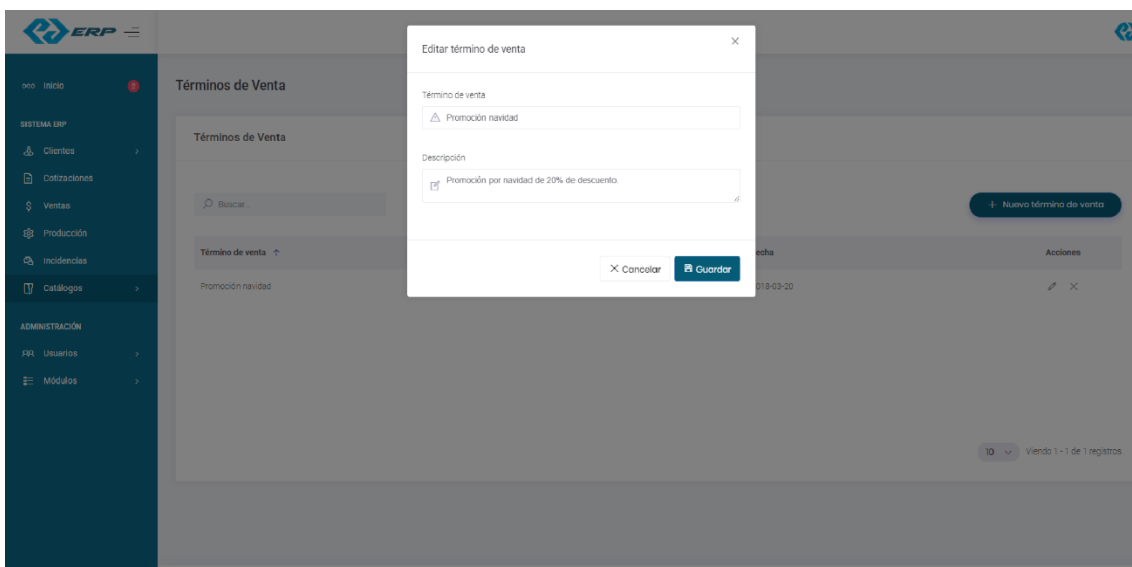 ERP
Inicio
Términos de Venta
SISTEMA ERP
Clientes
Cotizaciones
Ventas
Producción
Incidencias
Catálogos
ADMINISTRACIÓN
Usuarios
Módulos
Editar término de venta
Término de venta
Promoción navidad
Descripción
Promoción por navidad de 20% de descuento.
Cancelar Guardar
Términos de Venta
Buscar...
+ Nuevo término de venta
Término de venta Acciones
Promoción navidad 018-03-20
10 Viendo 1 - 1 de 1 registros